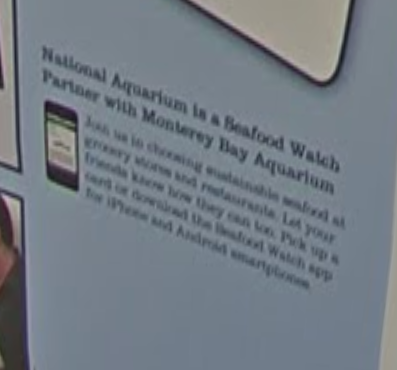 National Aquarium is a Seafood Watch
Partner with Monterey Bay Aquarium
Join us in choosing sustainable seafood at
grocery stores and restaurants. Let your
friends know how they can too. Pick up a
card or download the Seafood Watch app
for iPhone and Android smartphones